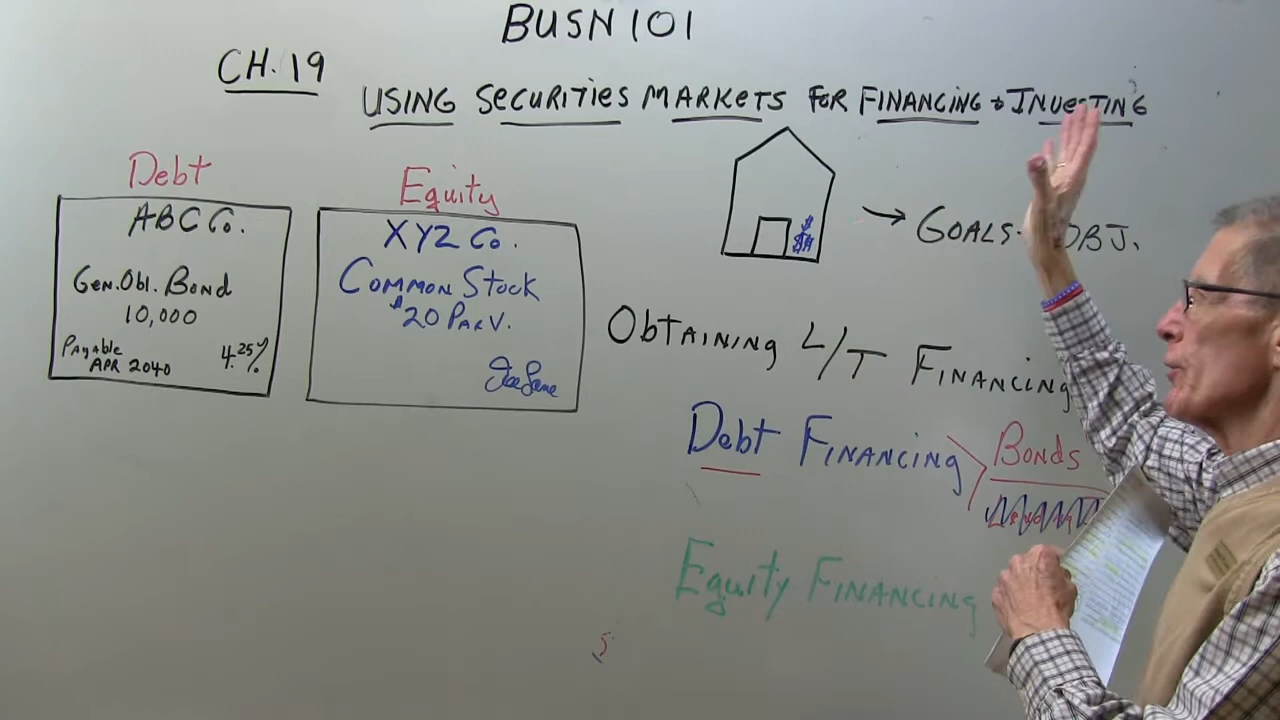 BUSN 101
CH. 19
USING SECURITIES MARKETS FOR FINANCING & INVESTING
Debt
ABC Co.
Gen. Obl. Bond
10,000
Payable
APR 2040
4.25%
Equity
XYZ Co.
COMMON STOCK
$20 PAR V.
$$$
→ GOALS OBJ.
ObTAINING L/T FINANCING
Debt FINANCING > Bonds
Equity FINANCING